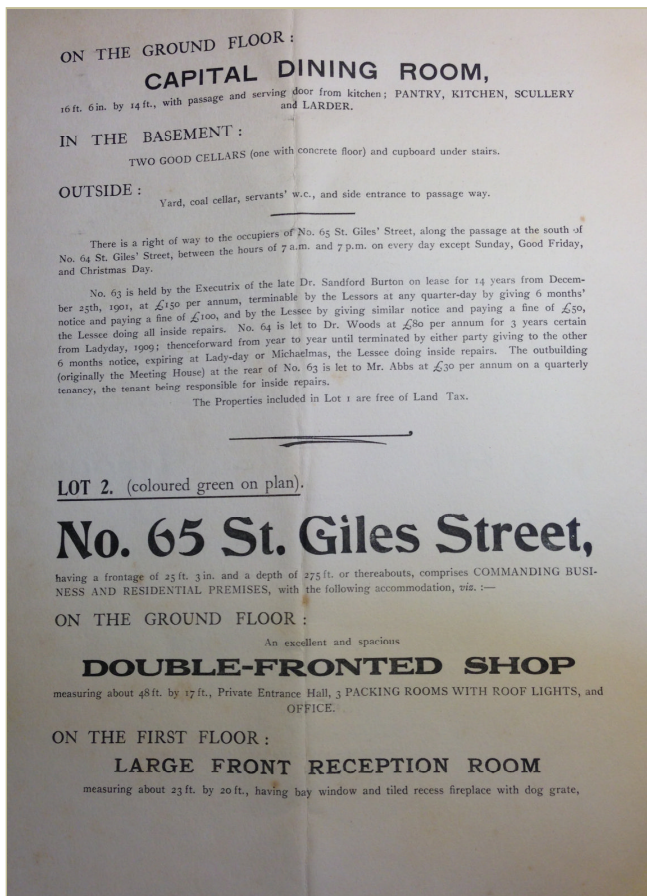 ON THE GROUND FLOOR :
CAPITAL DINING ROOM,
16 ft. 6 in. by 14 ft., with passage and serving door from kitchen; PANTRY, KITCHEN, SCULLERY
and LARDER.
IN THE BASEMENT :
TWO GOOD CELLARS (one with concrete floor) and cupboard under stairs.
OUTSIDE :
Yard, coal cellar, servants' w.c., and side entrance to passage way.
There is a right of way to the occupiers of No. 65 St. Giles' Street, along the passage at the south of
No. 64 St. Giles' Street, between the hours of 7 a.m. and 7 p.m. on every day except Sunday, Good Friday,
and Christmas Day.
No. 63 is held by the Executrix of the late Dr. Sandford Burton on lease for 14 years from Decem-
ber 25th, 1901, at £150 per annum, terminable by the Lessors at any quarter-day by giving 6 months'
notice and paying a fine of £100, and by the Lessee by giving similar notice and paying a fine of £50,
the Lessee doing all inside repairs. No. 64 is let to Dr. Woods at £80 per annum for 3 years certain
from Ladyday, 1909; thenceforward from year to year until terminated by either party giving to the other
6 months notice, expiring at Lady-day or Michaelmas, the Lessee doing inside repairs. The outbuilding
(originally the Meeting House) at the rear of No. 63 is let to Mr. Abbs at £30 per annum on a quarterly
tenancy, the tenant being responsible for inside repairs.
The Properties included in Lot 1 are free of Land Tax.
LOT 2. (coloured green on plan).
No. 65 St. Giles Street,
having a frontage of 25 ft. 3 in. and a depth of 275 ft. or thereabouts, comprises COMMANDING BUSI-
NESS AND RESIDENTIAL PREMISES, with the following accommodation, viz. :—
ON THE GROUND FLOOR :
An excellent and spacious
DOUBLE-FRONTED SHOP
measuring about 48 ft. by 17 ft., Private Entrance Hall, 3 PACKING ROOMS WITH ROOF LIGHTS, and
OFFICE.
ON THE FIRST FLOOR :
LARGE FRONT RECEPTION ROOM
measuring about 23 ft. by 20 ft., having bay window and tiled recess fireplace with dog grate,